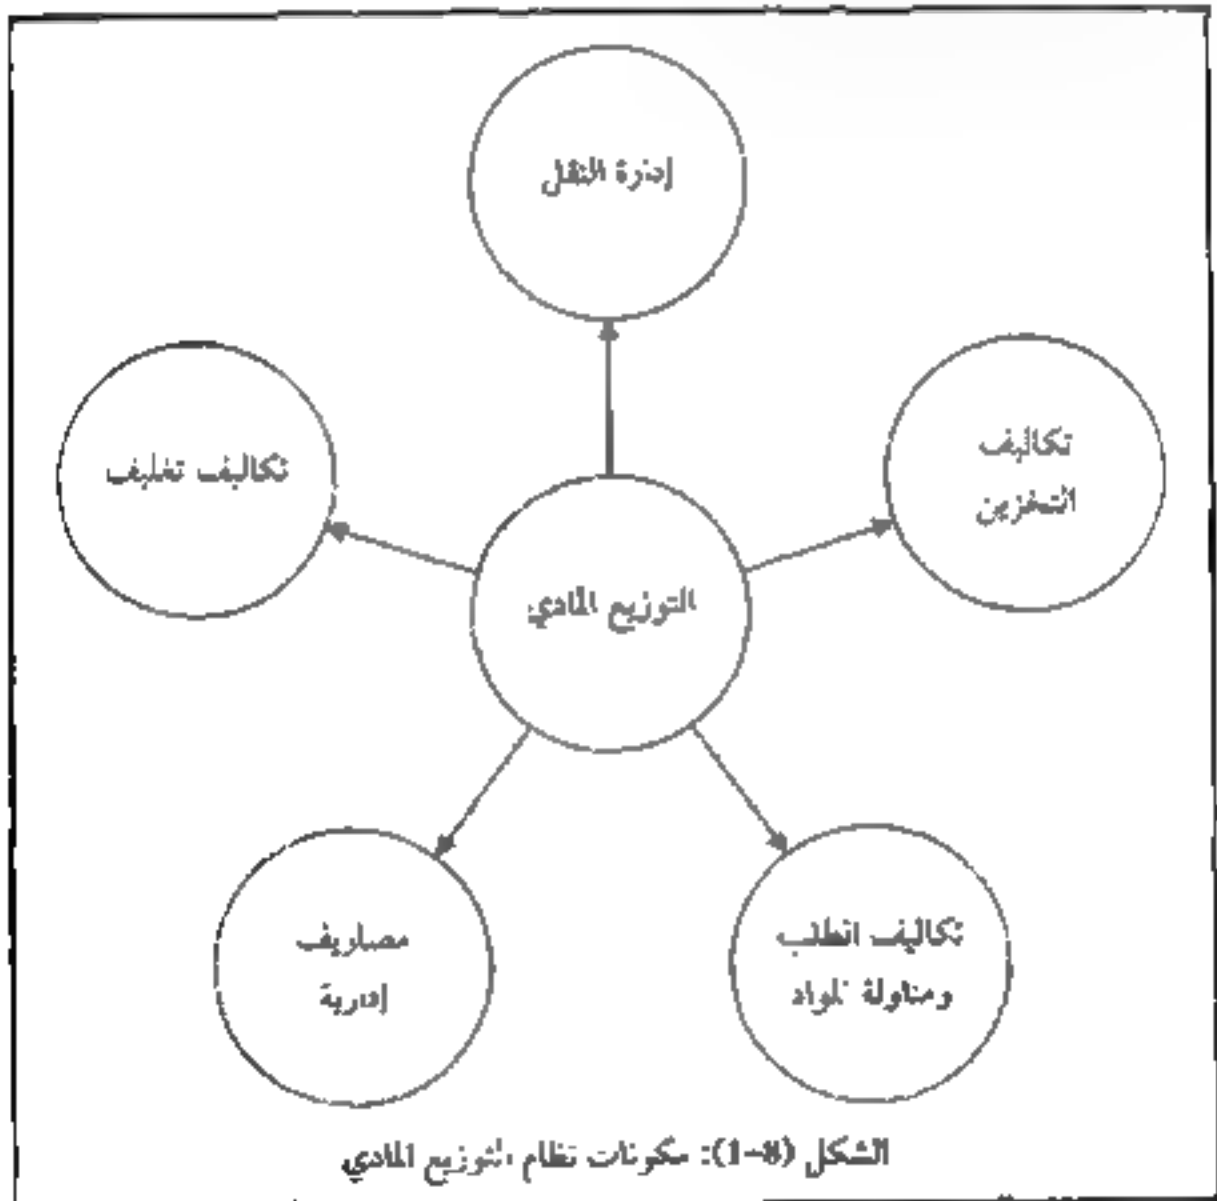 إدارة النقل
تكاليف
التخزين
تكاليف تغليف
التوزيع المادي
تكاليف الطلب
ومناولة المواد
مصاريف
إدارية
الشكل (8-1): مكونات نظام التوزيع المادي